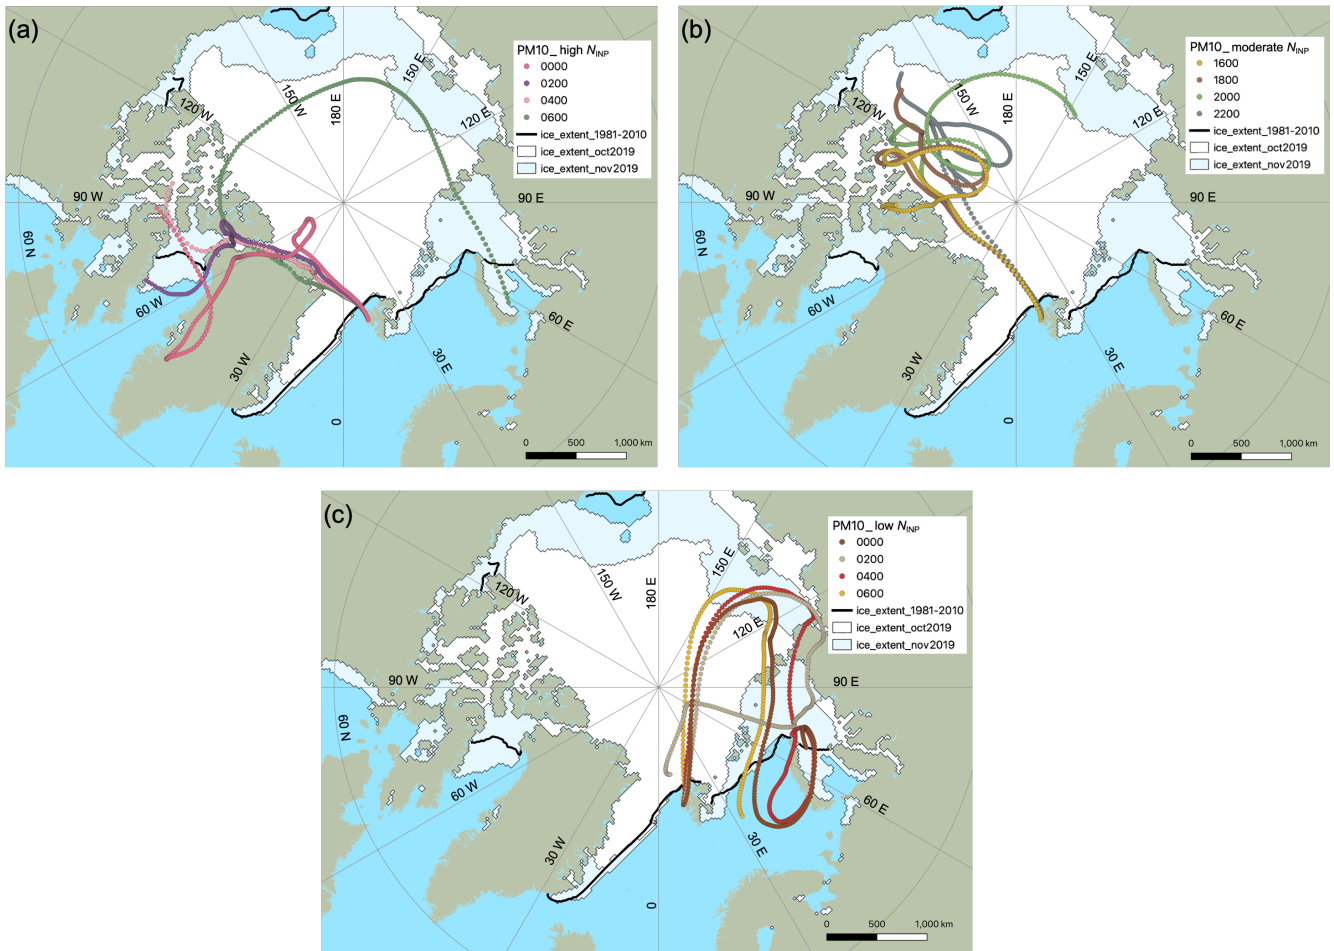 (a)
PM10_ high NINP
0000
0200
0400
0600
ice_extent_1981-2010
ice_extent_oct2019
ice_extent_nov2019
150 E
180 E
150 W
120 W
120 E
90 W
90 E
60 N
60 W
60 E
30 W
30 E
0
0 500 1,000 km
(b)
PM10_ moderate NINP
1600
1800
2000
2200
ice_extent_1981-2010
ice_extent_oct2019
ice_extent_nov2019
150 E
180 E
150 W
120 W
120 E
90 W
90 E
60 N
60 W
60 E
30 W
30 E
0
0 500 1,000 km
(c)
PM10_ low NINP
0000
0200
0400
0600
ice_extent_1981-2010
ice_extent_oct2019
ice_extent_nov2019
150 E
180 E
150 W
120 W
120 E
90 W
90 E
60 N
60 W
60 E
30 W
30 E
0
0 500 1,000 km